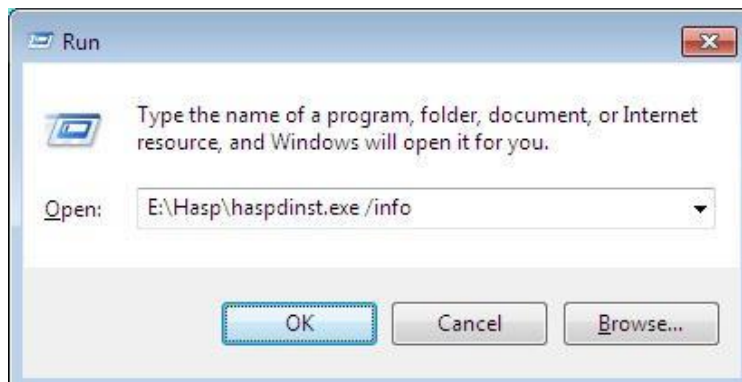 Run
Type the name of a program, folder, document, or Internet
resource, and Windows will open it for you.
Open: E:\Hasp\haspdinst.exe /info
OK Cancel Browse...